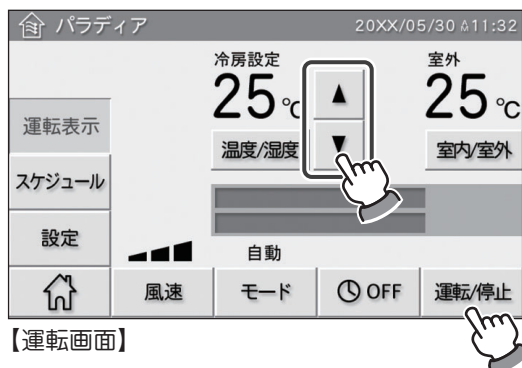 パラディア 20XX/05/30 11:32
冷房設定 室外
25℃ ▲ 25℃
運転表示
温度/湿度 ▼ 室内/室外
スケジュール
設定
自動
風速 モード OFF 運転/停止
【運転画面】